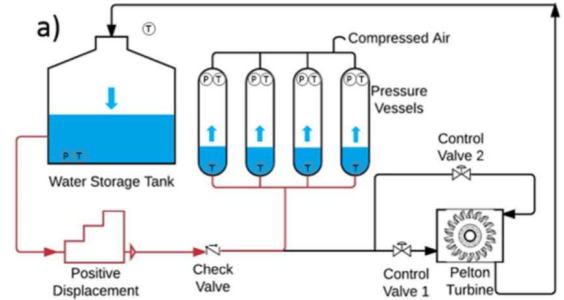 a)
T
Compressed Air
P T
P T
P T
P T
Pressure
Vessels
P T
T
T
T
T
Water Storage Tank
Control
Valve 2
Positive
Displacement
Check
Valve
Control
Valve 1
Pelton
Turbine